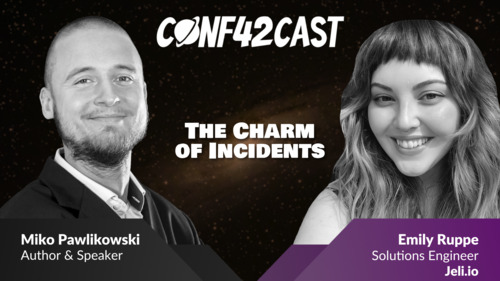 CONF42CAST
THE CHARM
OF INCIDENTS
Miko Pawlikowski
Author & Speaker
Emily Ruppe
Solutions Engineer
Jeli.io